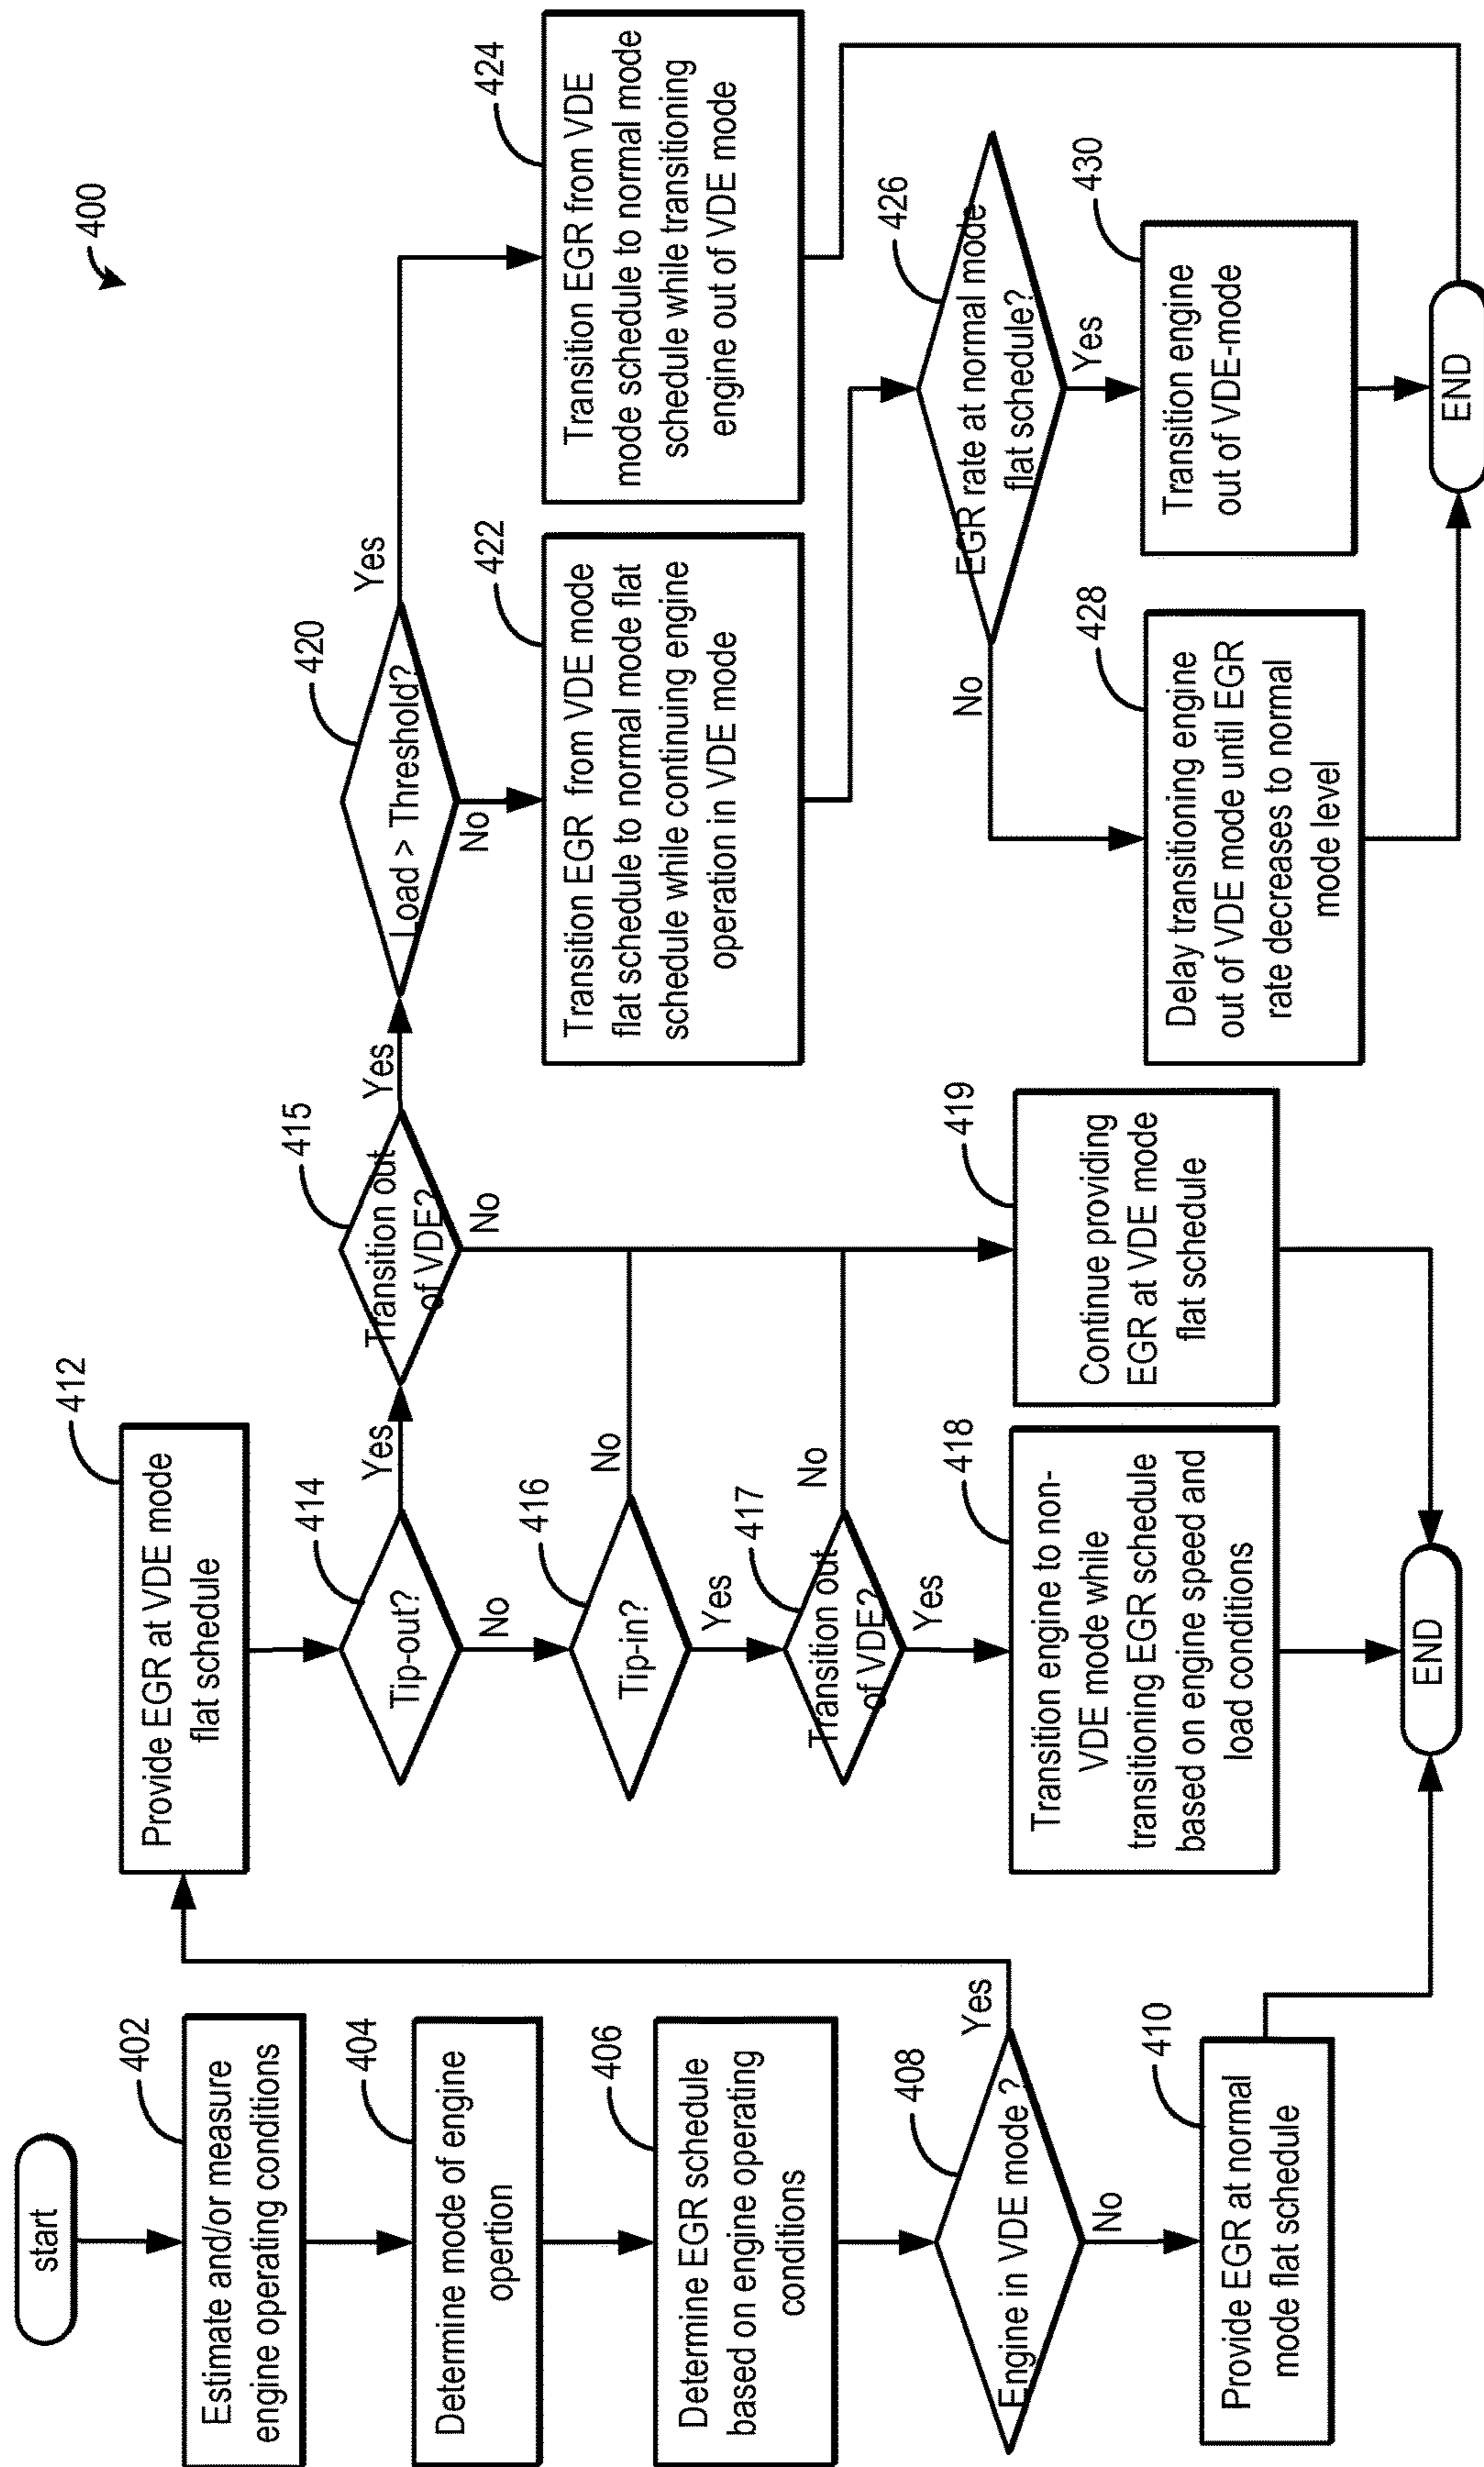 400
start
402
Estimate and/or measure
engine operating conditions
404
Determine mode of engine
opertion
406
Determine EGR schedule
based on engine operating
conditions
408
Engine in VDE mode ?
Yes
No
410
Provide EGR at normal
mode flat schedule
412
Provide EGR at VDE mode
flat schedule
414
Tip-out?
Yes
No
415
Transition out
of VDE?
Yes
No
416
Tip-in?
No
Yes
417
Transition out
of VDE?
No
Yes
418
Transition engine to non-
VDE mode while
transitioning EGR schedule
based on engine speed and
load conditions
419
Continue providing
EGR at VDE mode
flat schedule
END
420
Load > Threshold?
Yes
No
422
Transition EGR from VDE mode
flat schedule to normal mode flat
schedule while continuing engine
operation in VDE mode
424
Transition EGR from VDE
mode schedule to normal mode
schedule while transitioning
engine out of VDE mode
426
EGR rate at normal mode
flat schedule?
No
Yes
428
Delay transitioning engine
out of VDE mode until EGR
rate decreases to normal
mode level
430
Transition engine
out of VDE-mode
END